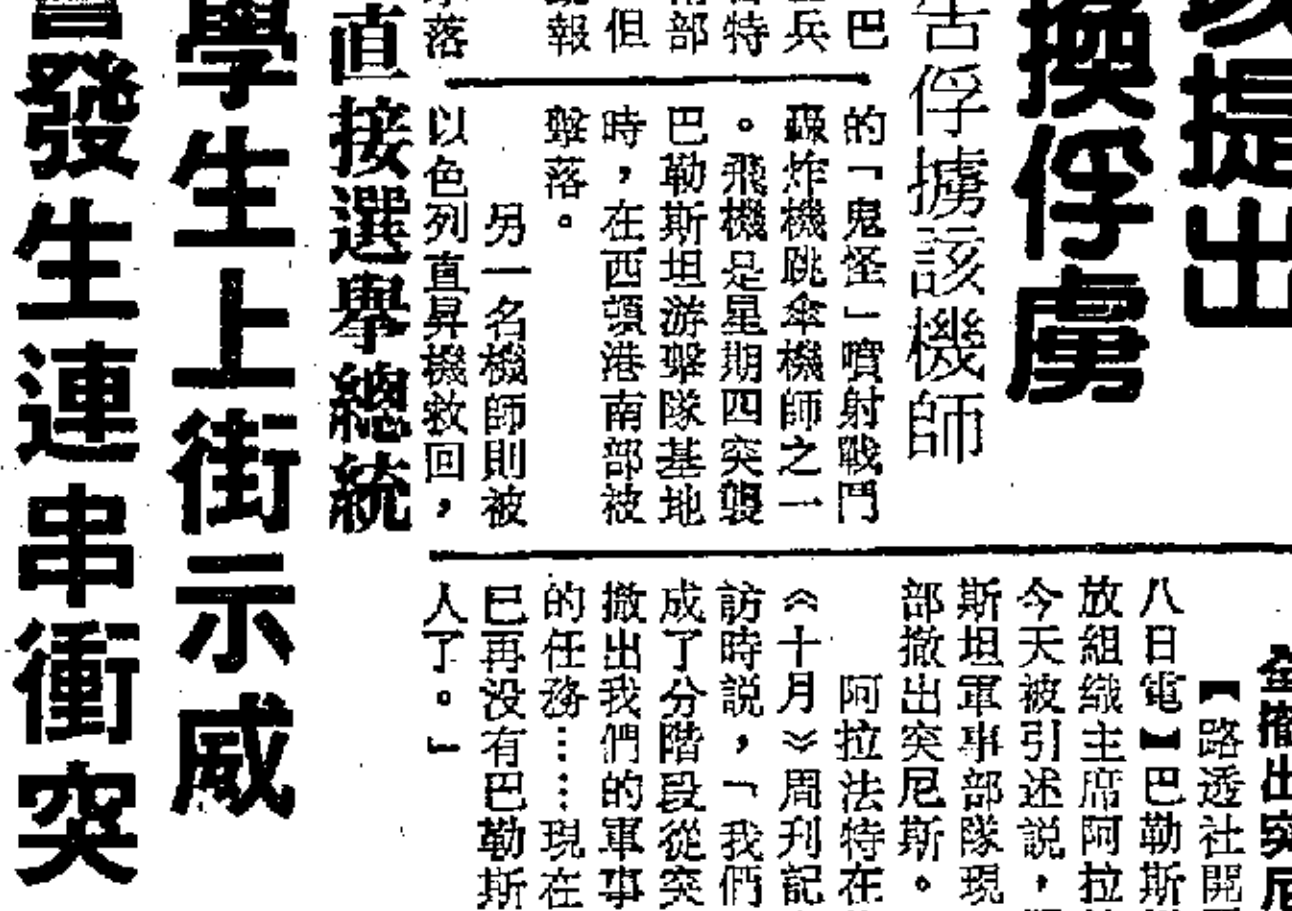 提出
換俘虜
告俘擄該機師
巴
兵
特
部
但
報
落
的「鬼怪」噴射戰鬥
轟炸機跳傘機師之一
。飛機是星期四突襲
巴勒斯坦游擊隊基地
時，在西頓港南部被
擊落。
另一名機師則被
以色列直昇機救回，
直接選舉總統
學生上街示威
發生連串衝突
全撤出突尼
【路透社開
八日電】巴勒斯
放組織主席阿拉
今天被引述説，
斯坦軍事部隊現
部撤出突尼斯。
阿拉法特在
《十月》周刊記
訪時説，「我們
成了分階段從突
撤出我們的軍事
的任務……現在
已再没有巴勒斯
人了。」